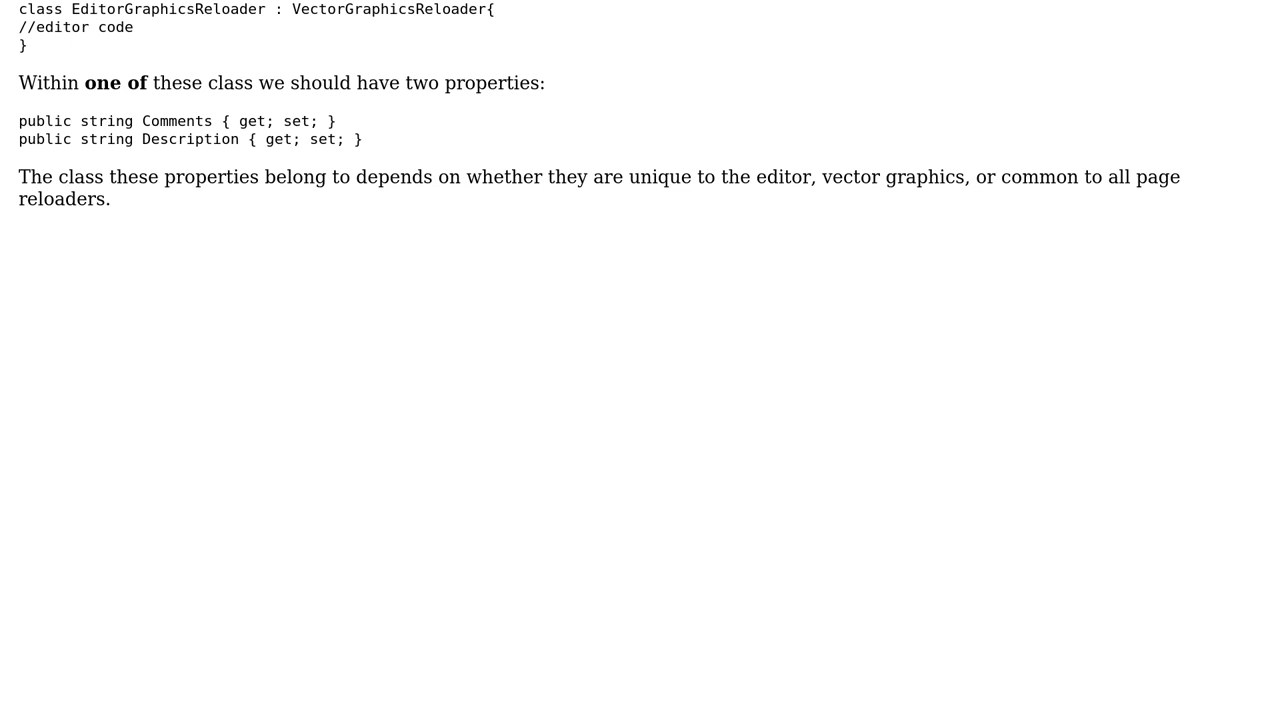 class EditorGraphicsReloader : VectorGraphicsReloader{
//editor code
}
Within one of these class we should have two properties:
public string Comments { get; set; }
public string Description { get; set; }
The class these properties belong to depends on whether they are unique to the editor, vector graphics, or common to all page
reloaders.